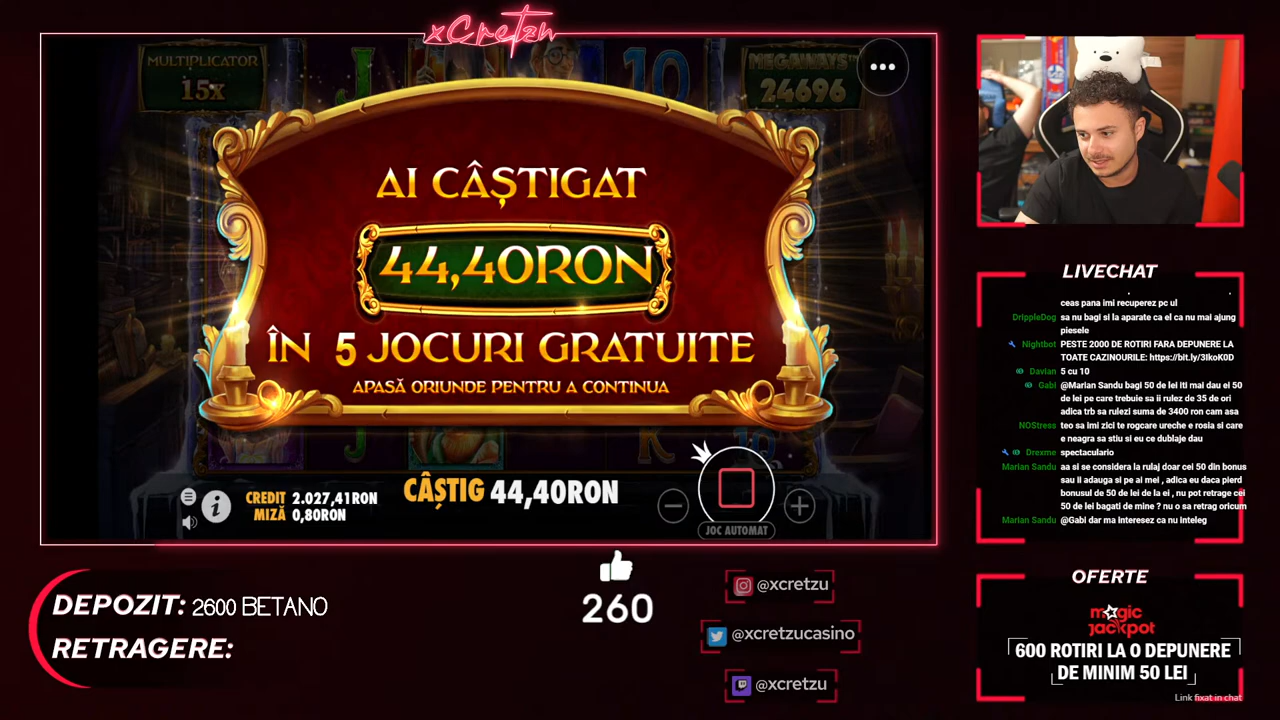 xCretzu
MULTIPLICATOR
15x
10
MEGAWAYS™
24696
AI CÂȘTIGAT
44,40RON
ÎN 5 JOCURI GRATUITE
APASĂ ORIUNDE PENTRU A CONTINUA
CREDIT 2.027,41RON
MIZĂ 0,80RON
CÂȘTIG 44,40RON
JOC AUTOMAT
DEPOZIT: 2600 BETANO
RETRAGERE:
260
@xcretzu
@xcretzucasino
@xcretzu
LIVECHAT
ceas pana imi recuperez pc ul
DrippleDog sa nu bagi si la aparate ca el ca nu mai ajung
piesele
Nightbot PESTE 2000 DE ROTIRI FARA DEPUNERE LA
TOATE CAZINOURILE: https://bit.ly/3IkoK0D
Davian 5 cu 10
Gabi @Marian Sandu bagi 50 de lei iti mai dau ei 50
de lei pe care trebuie sa ii rulez de 35 de ori
adica trb sa rulezi suma de 3400 ron cam asa
NOStress teo sa imi zici te rogcare ureche e rosia si care
e neagra sa stiu si eu ce dublaje dau
Drexme spectaculario
Marian Sandu aa si se considera la rulaj doar cei 50 din bonus
sau ii adauga si pe ai mei , adica eu daca pierd
bonusul de 50 de lei de la ei , nu pot retrage cei
50 de lei bagati de mine ? nu o sa retrag oricum
Marian Sandu @Gabi dar ma interesez ca nu inteleg
OFERTE
magic
jackpot
600 ROTIRI LA O DEPUNERE
DE MINIM 50 LEI
Link fixat in chat